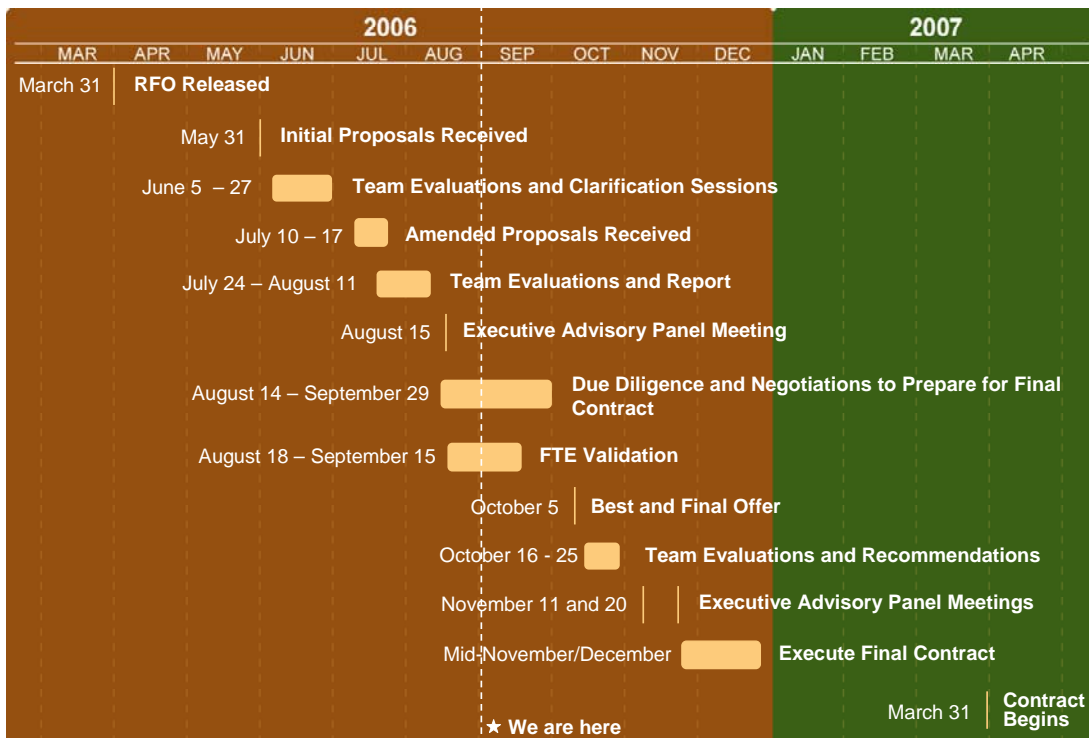 2006 2007
MAR APR MAY JUN JUL AUG SEP OCT NOV DEC JAN FEB MAR APR
March 31 RFO Released
May 31 Initial Proposals Received
June 5 – 27 Team Evaluations and Clarification Sessions
July 10 – 17 Amended Proposals Received
July 24 – August 11 Team Evaluations and Report
August 15 Executive Advisory Panel Meeting
August 14 – September 29 Due Diligence and Negotiations to Prepare for Final
Contract
August 18 – September 15 FTE Validation
October 5 Best and Final Offer
October 16 - 25 Team Evaluations and Recommendations
November 11 and 20 Executive Advisory Panel Meetings
Mid-November/December Execute Final Contract
March 31 Contract
Begins
★ We are here